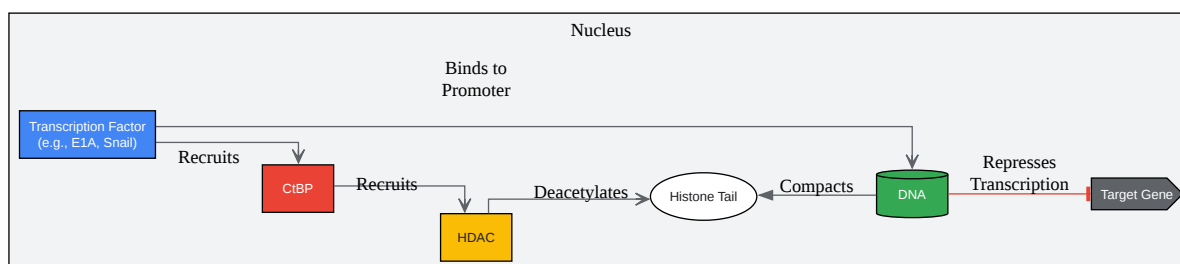 Nucleus
Binds to
Promoter
Transcription Factor
(e.g., E1A, Snail)
Recruits
CtBP
Recruits
HDAC
Deacetylates
Histone Tail
Compacts
DNA
Represses
Transcription
Target Gene